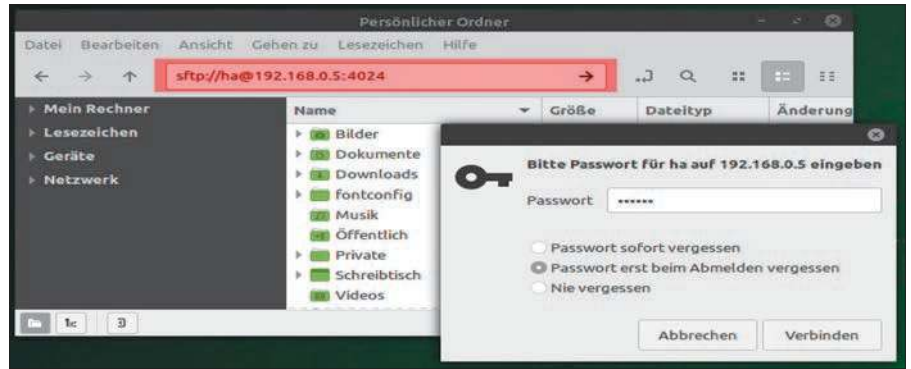 Persönlicher Ordner
Datei Bearbeiten Ansicht Gehen zu Lesezeichen Hilfe
sftp://ha@192.168.0.5:4024
Mein Rechner
Lesezeichen
Geräte
Netzwerk
Name Größe Dateityp Änderung
Bilder
Dokumente
Downloads
fontconfig
Musik
Öffentlich
Private
Schreibtisch
Videos
Bitte Passwort für ha auf 192.168.0.5 eingeben
Passwort ••••••
Passwort sofort vergessen
Passwort erst beim Abmelden vergessen
Nie vergessen
Abbrechen Verbinden